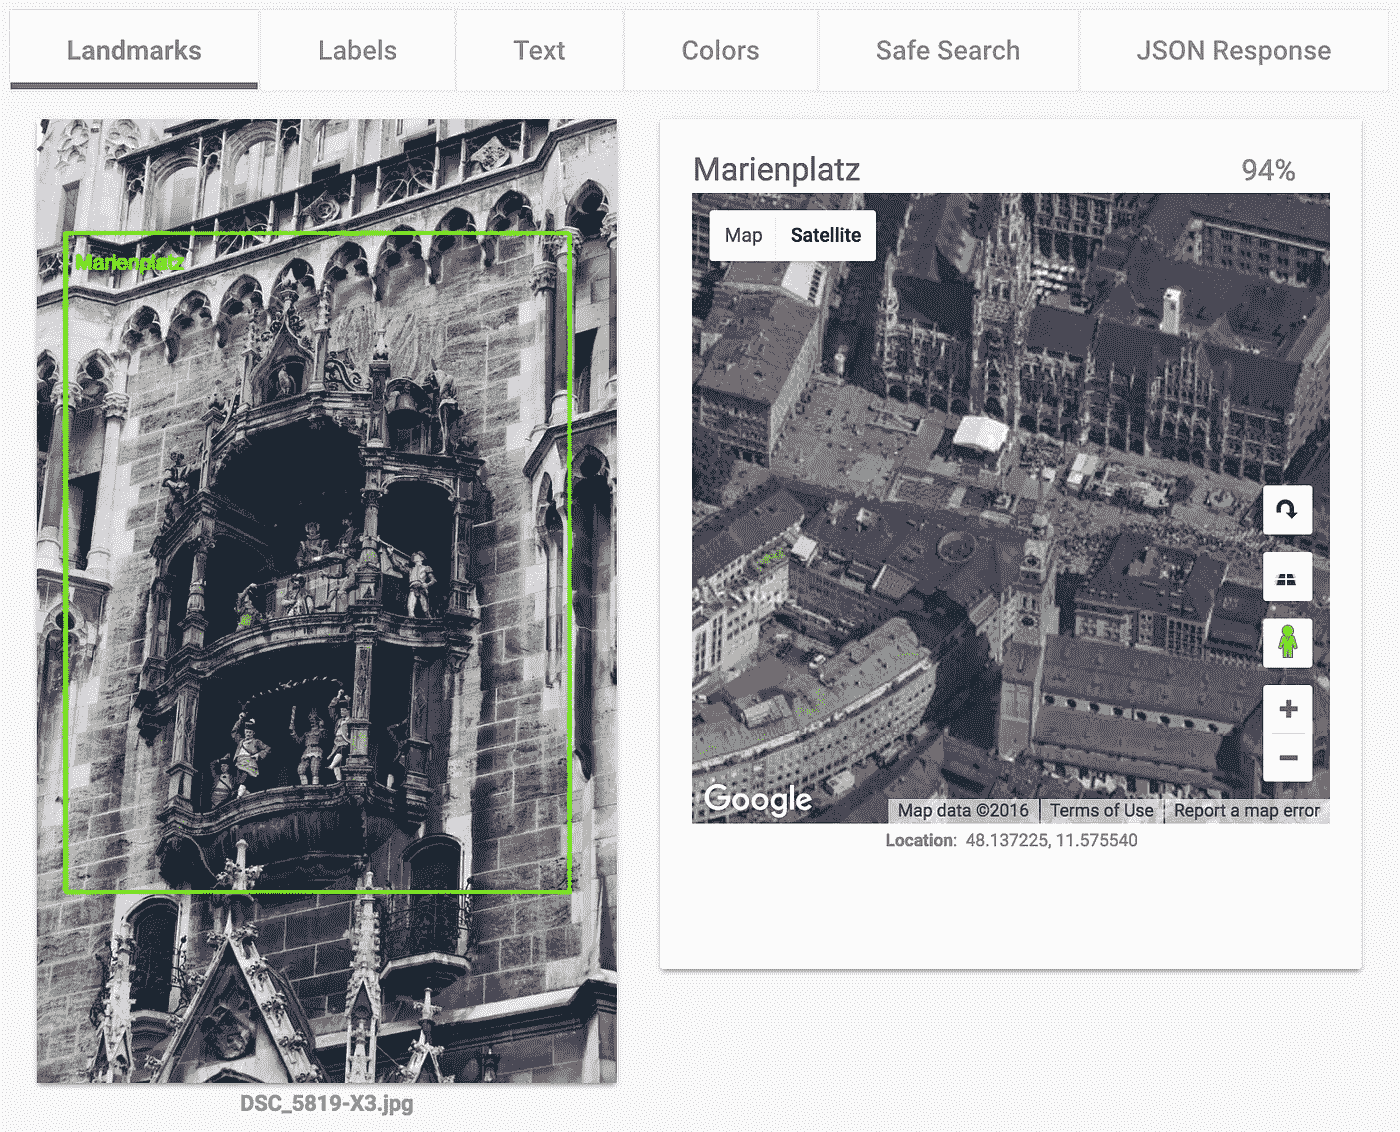 Landmarks
Labels
Text
Colors
Safe Search
JSON Response
Marienplatz
DSC_5819-X3.jpg
Marienplatz
94%
Map
Satellite
Google
Map data ©2016
Terms of Use
Report a map error
Location: 48.137225, 11.575540